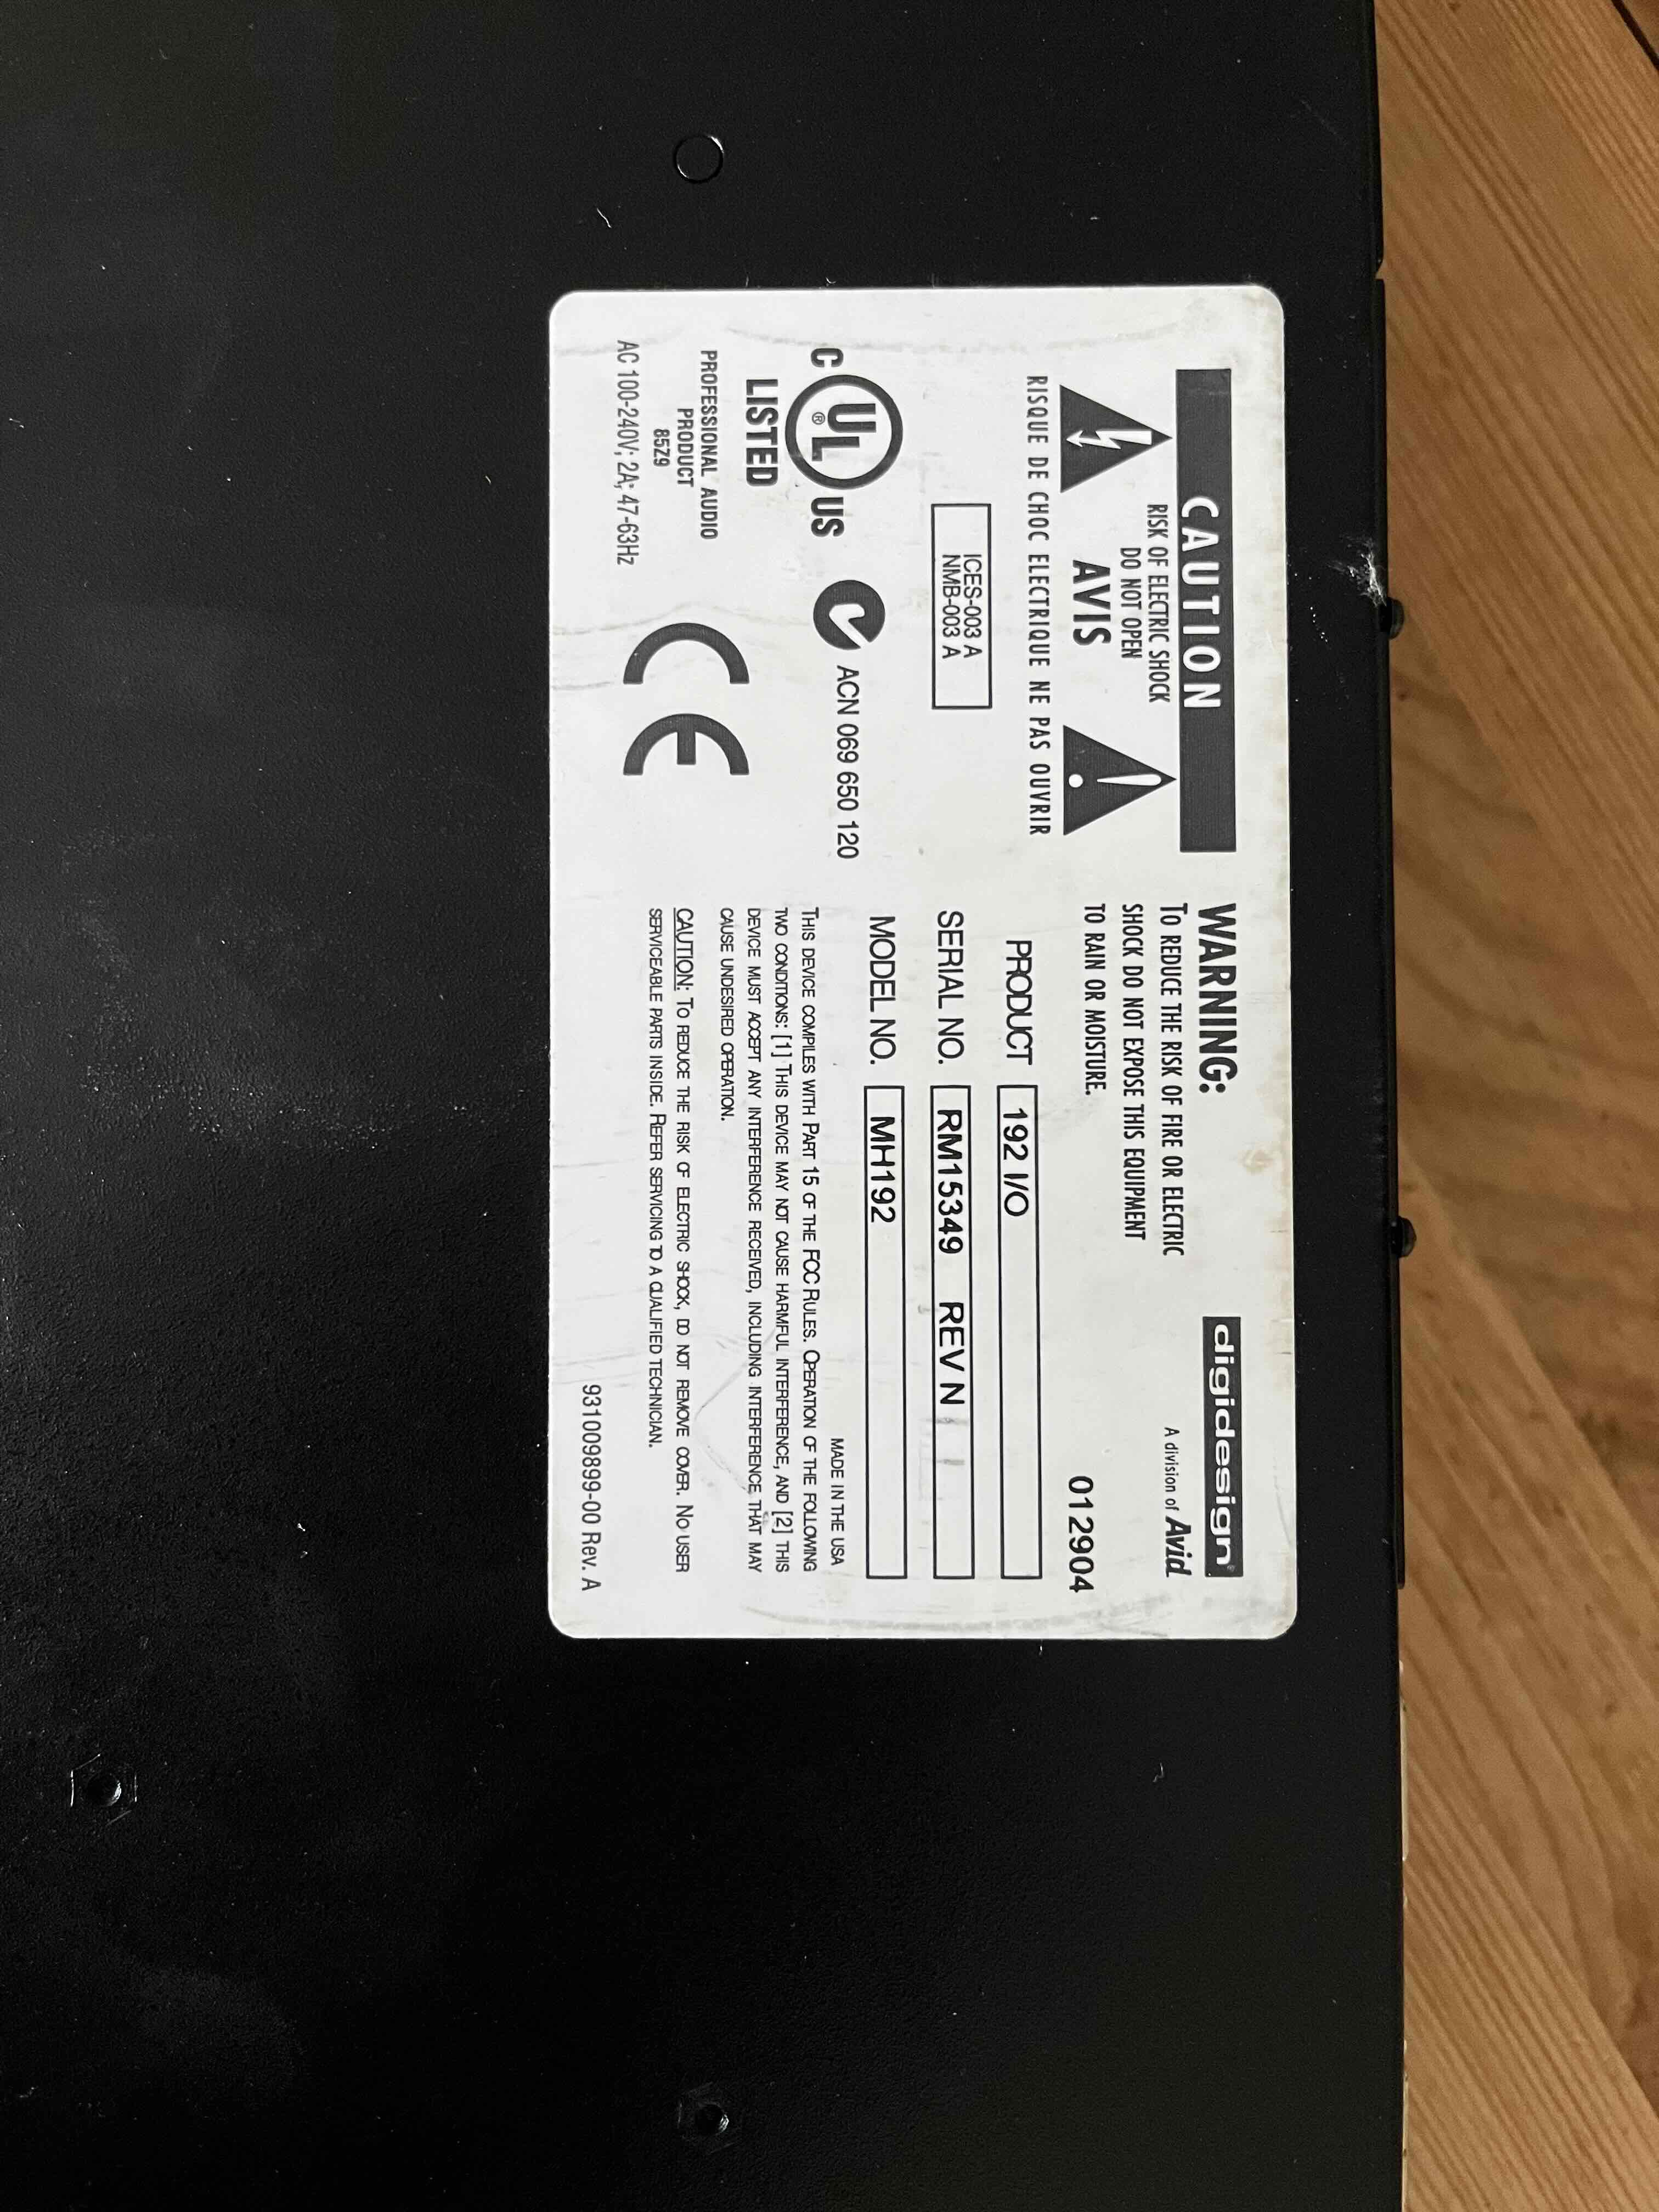 CAUTION
RISK OF ELECTRIC SHOCK
DO NOT OPEN
AVIS
RISQUE DE CHOC ELECTRIQUE NE PAS OUVRIR
ICES-003 A
NMB-003 A
C UL ® US
LISTED
PROFESSIONAL AUDIO
PRODUCT
85Z9
AC 100-240V; 2A; 47-63Hz
ACN 069 650 120
CE
WARNING:
TO REDUCE THE RISK OF FIRE OR ELECTRIC
SHOCK DO NOT EXPOSE THIS EQUIPMENT
TO RAIN OR MOISTURE.
digidesign®
A division of Avid
012904
PRODUCT 192 I/O
SERIAL NO. RM15349 REV N
MODEL NO. MH192
MADE IN THE USA
THIS DEVICE COMPILES WITH PART 15 OF THE FCC RULES. OPERATION OF THE FOLLOWING
TWO CONDITIONS: [1] THIS DEVICE MAY NOT CAUSE HARMFUL INTERFERENCE, AND [2] THIS
DEVICE MUST ACCEPT ANY INTERFERENCE RECEIVED, INCLUDING INTERFERENCE THAT MAY
CAUSE UNDESIRED OPERATION.
CAUTION: TO REDUCE THE RISK OF ELECTRIC SHOCK, DO NOT REMOVE COVER. NO USER
SERVICEABLE PARTS INSIDE. REFER SERVICING TO A QUALIFIED TECHNICIAN.
931009899-00 Rev. A